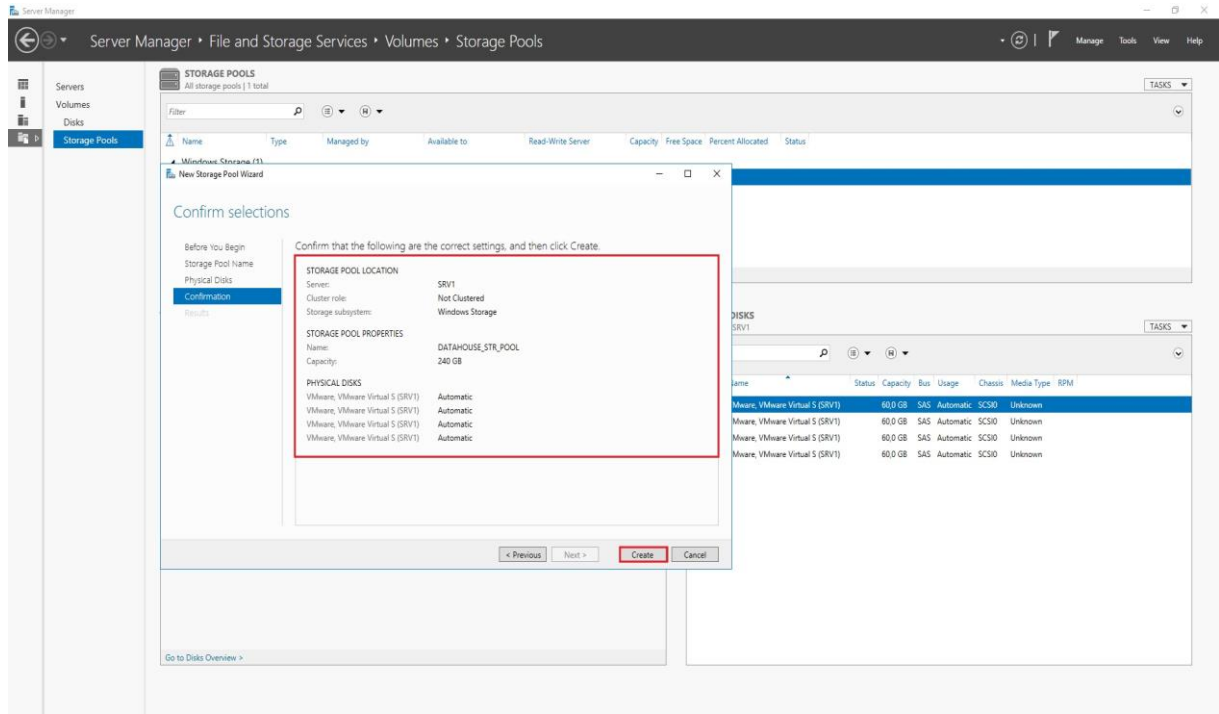 Server Manager
Server Manager ‣ File and Storage Services ‣ Volumes ‣ Storage Pools
Manage Tools View Help
Servers
Volumes
Disks
Storage Pools
STORAGE POOLS
All storage pools | 1 total
TASKS
Filter
Name Type Managed by Available to Read-Write Server Capacity Free Space Percent Allocated Status
Windows Storage (1)
New Storage Pool Wizard
Confirm selections
Before You Begin
Storage Pool Name
Physical Disks
Confirmation
Results
Confirm that the following are the correct settings, and then click Create.
STORAGE POOL LOCATION
Server: SRV1
Cluster role: Not Clustered
Storage subsystem: Windows Storage
STORAGE POOL PROPERTIES
Name: DATAHOUSE_STR_POOL
Capacity: 240 GB
PHYSICAL DISKS
VMware, VMware Virtual S (SRV1) Automatic
VMware, VMware Virtual S (SRV1) Automatic
VMware, VMware Virtual S (SRV1) Automatic
VMware, VMware Virtual S (SRV1) Automatic
< Previous Next > Create Cancel
DISKS
SRV1
TASKS
Name Status Capacity Bus Usage Chassis Media Type RPM
Mware, VMware Virtual S (SRV1) 60,0 GB SAS Automatic SCSI0 Unknown
Mware, VMware Virtual S (SRV1) 60,0 GB SAS Automatic SCSI0 Unknown
Mware, VMware Virtual S (SRV1) 60,0 GB SAS Automatic SCSI0 Unknown
Mware, VMware Virtual S (SRV1) 60,0 GB SAS Automatic SCSI0 Unknown
Go to Disks Overview >